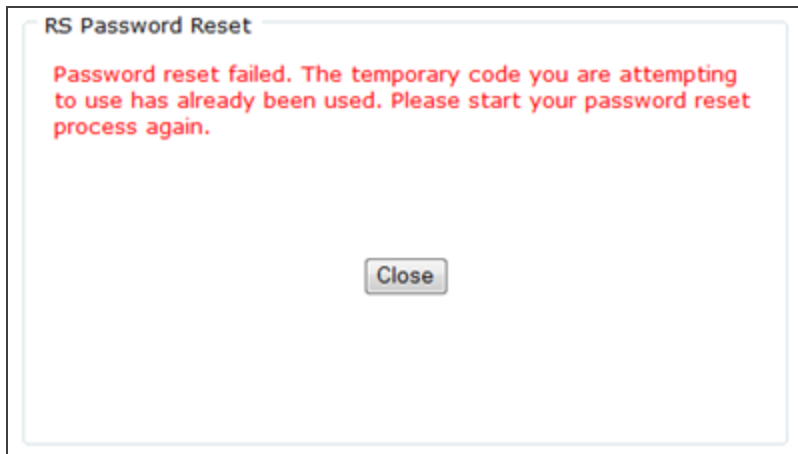 RS Password Reset
Password reset failed. The temporary code you are attempting
to use has already been used. Please start your password reset
process again.
Close